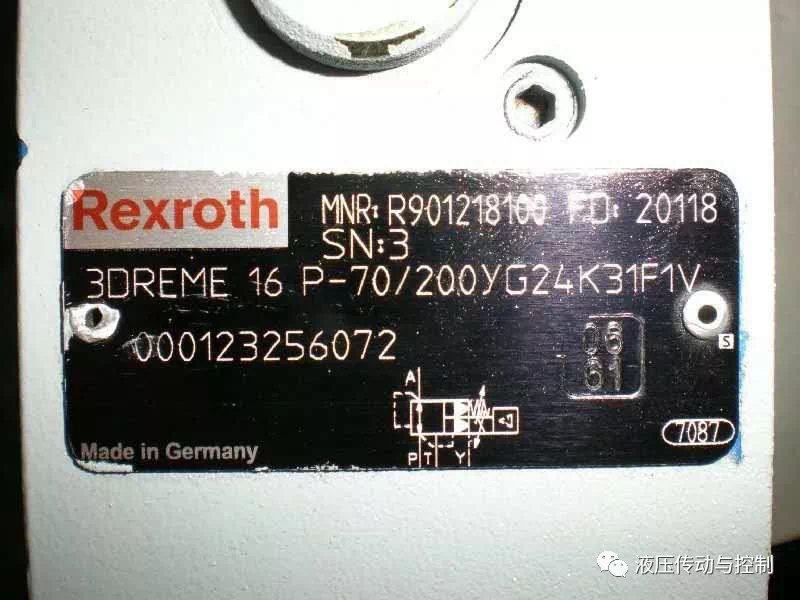 Rexroth
MNR: R901218100 FD: 20118
SN:3
3DREME 16 P-70/200YG24K31F1V
000123256072
06
61
S
A
P T Y
7087
Made in Germany
液压传动与控制